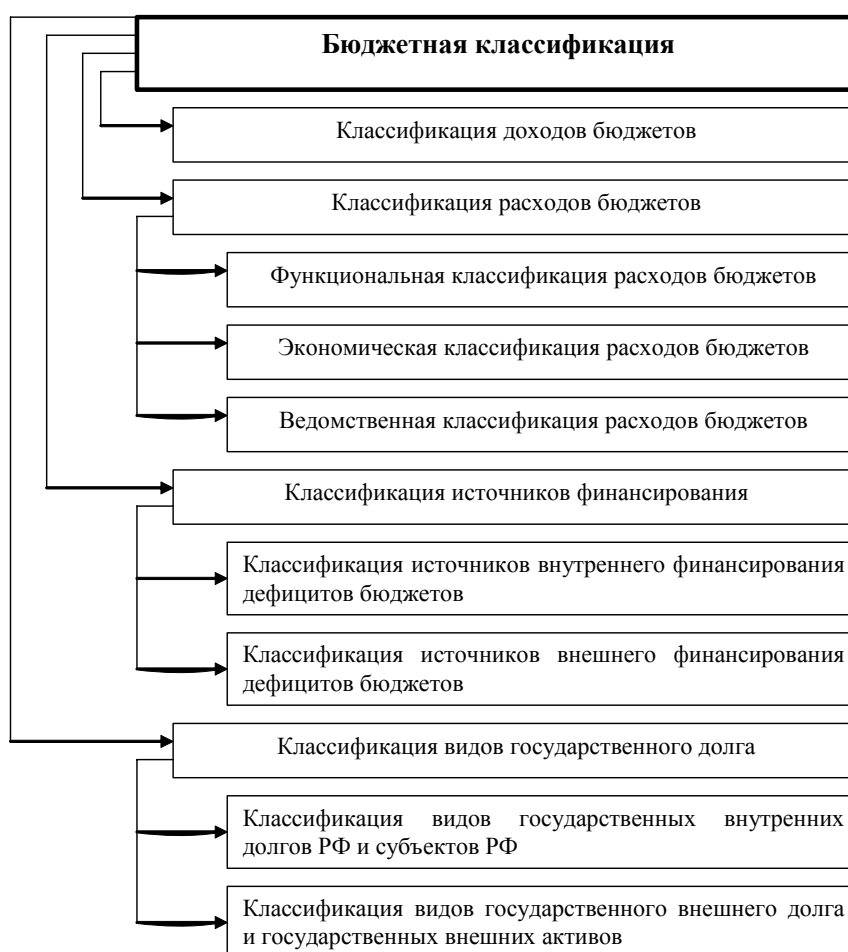 Бюджетная классификация
Классификация доходов бюджетов
Классификация расходов бюджетов
Функциональная классификация расходов бюджетов
Экономическая классификация расходов бюджетов
Ведомственная классификация расходов бюджетов
Классификация источников финансирования
Классификация источников внутреннего финансирования
дефицитов бюджетов
Классификация источников внешнего финансирования
дефицитов бюджетов
Классификация видов государственного долга
Классификация видов государственных внутренних
долгов РФ и субъектов РФ
Классификация видов государственного внешнего долга
и государственных внешних активов